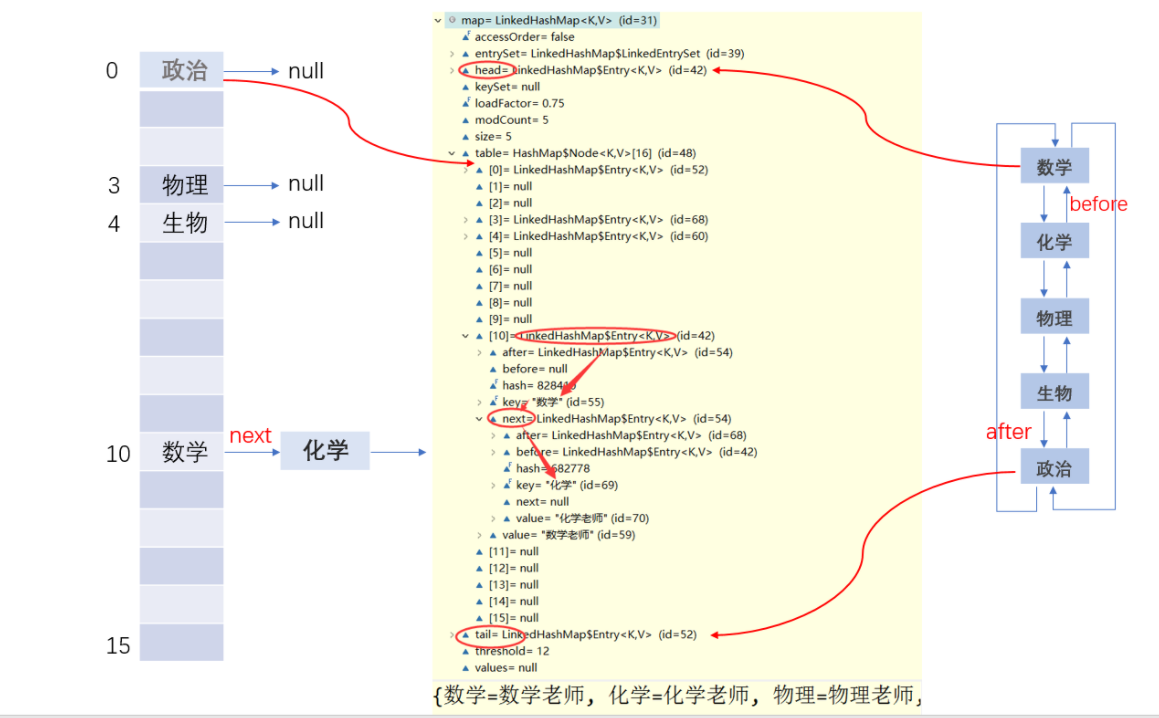 0
政治
null
3
物理
null
4
生物
null
10
数学
next
化学
15
map= LinkedHashMap<K,V> (id=31)
accessOrder= false
entrySet= LinkedHashMap$LinkedEntrySet (id=39)
head= LinkedHashMap$Entry<K,V> (id=42)
keySet= null
loadFactor= 0.75
modCount= 5
size= 5
table= HashMap$Node<K,V>[16] (id=48)
[0]= LinkedHashMap$Entry<K,V> (id=52)
[1]= null
[2]= null
[3]= LinkedHashMap$Entry<K,V> (id=68)
[4]= LinkedHashMap$Entry<K,V> (id=60)
[5]= null
[6]= null
[7]= null
[8]= null
[9]= null
[10]= LinkedHashMap$Entry<K,V> (id=42)
after= LinkedHashMap$Entry<K,V> (id=54)
before= null
hash=
key= "数学" (id=55)
next= LinkedHashMap$Entry<K,V> (id=54)
after= LinkedHashMap$Entry<K,V> (id=68)
before= LinkedHashMap$Entry<K,V> (id=42)
hash= 682778
key= "化学" (id=69)
next= null
value= "化学老师" (id=70)
value= "数学老师" (id=59)
[11]= null
[12]= null
[13]= null
[14]= null
[15]= null
tail= LinkedHashMap$Entry<K,V> (id=52)
threshold= 12
values= null
{数学=数学老师, 化学=化学老师, 物理=物理老师,
数学
before
化学
物理
生物
after
政治